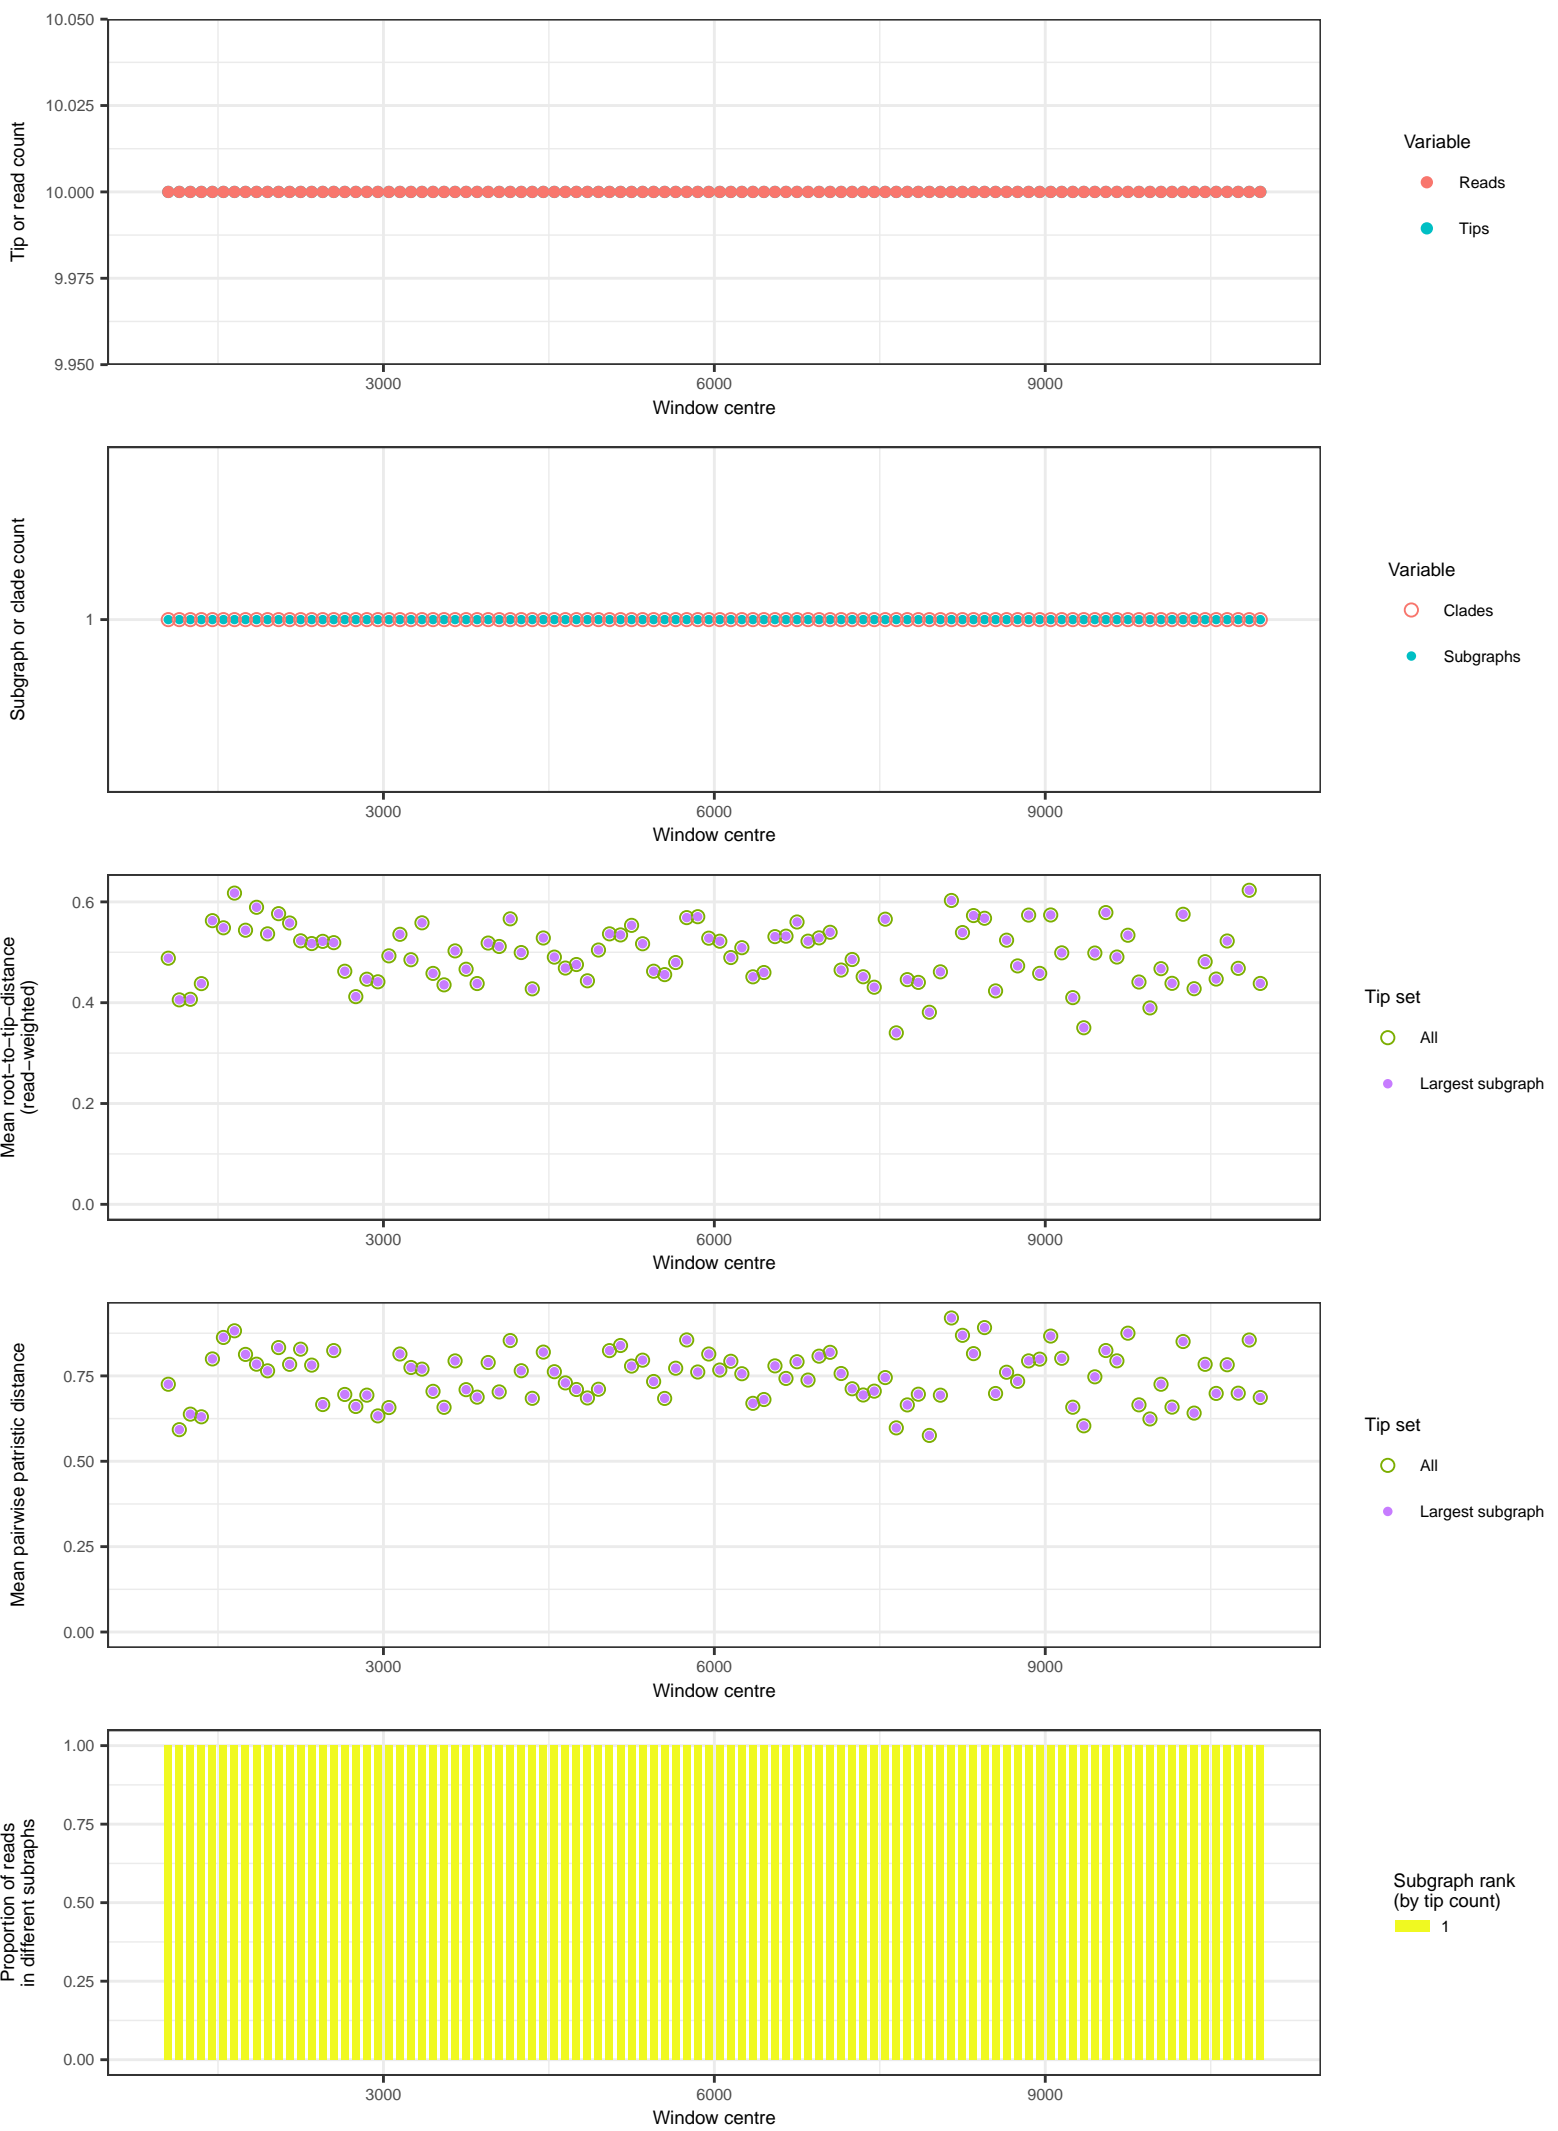 10.050
10.025
10.000
9.975
9.950
Tip or read count
3000 6000 9000
Window centre
Variable
Reads
Tips
Subgraph or clade count
1
3000 6000 9000
Window centre
Variable
Clades
Subgraphs
Mean root−to−tip−distance
(read−weighted)
0.6
0.4
0.2
0.0
3000 6000 9000
Window centre
Tip set
All
Largest subgraph
Mean pairwise patristic distance
0.75
0.50
0.25
0.00
3000 6000 9000
Window centre
Tip set
All
Largest subgraph
Proportion of reads
in different subraphs
1.00
0.75
0.50
0.25
0.00
3000 6000 9000
Window centre
Subgraph rank
(by tip count)
1